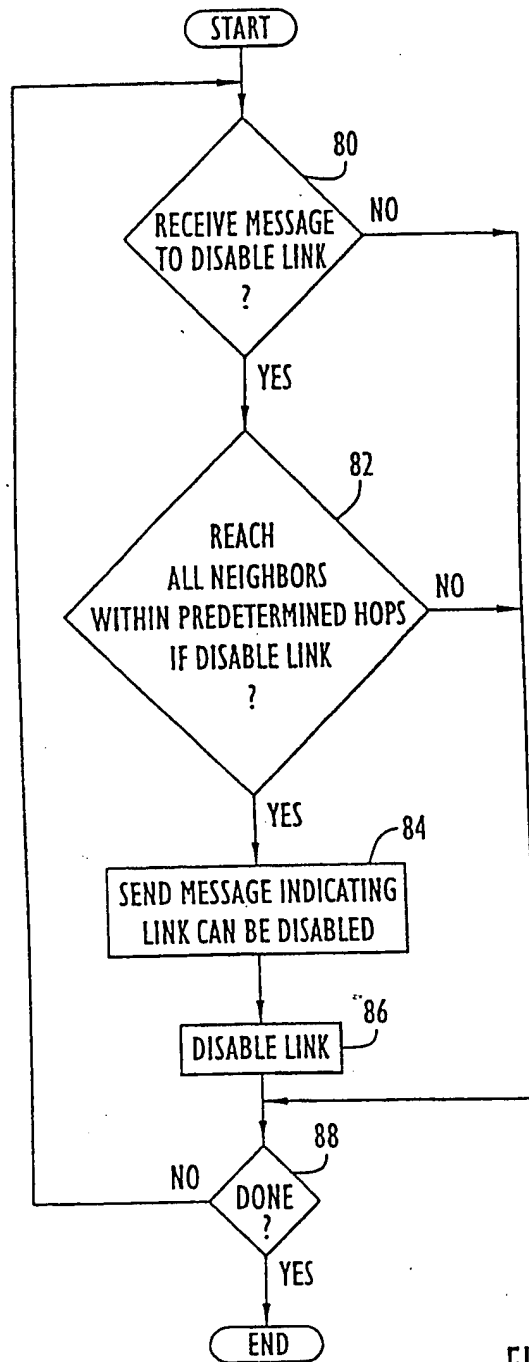 START
80
RECEIVE MESSAGE
TO DISABLE LINK
?
NO
YES
82
REACH
ALL NEIGHBORS
WITHIN PREDETERMINED HOPS
IF DISABLE LINK
?
NO
YES
84
SEND MESSAGE INDICATING
LINK CAN BE DISABLED
86
DISABLE LINK
88
NO
DONE
?
YES
END